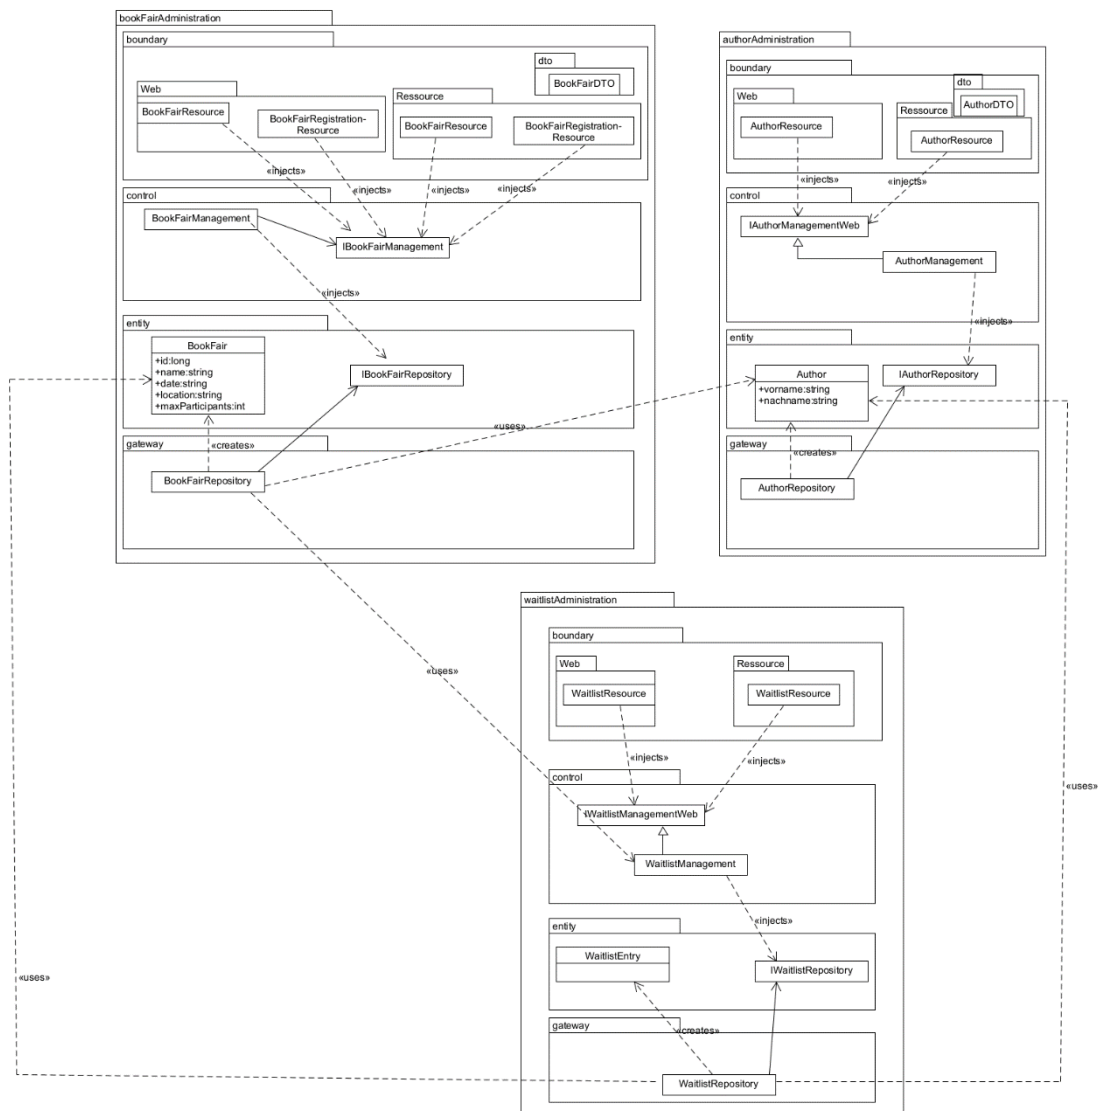 bookFairAdministration
boundary
dto
BookFairDTO
Web
BookFairResource
BookFairRegistration-
Resource
Ressource
BookFairResource
BookFairRegistration-
Resource
«injects»
«injects»
«injects»
«injects»
control
BookFairManagement
IBookFairManagement
«injects»
entity
BookFair
+id:long
+name:string
+date:string
+location:string
+maxParticipants:int
IBookFairRepository
«creates»
«uses»
gateway
BookFairRepository
authorAdministration
boundary
dto
AuthorDTO
Web
AuthorResource
Ressource
AuthorResource
«injects»
«injects»
control
IAuthorManagementWeb
AuthorManagement
«injects»
entity
Author
+vorname:string
+nachname:string
IAuthorRepository
gateway
«creates»
AuthorRepository
waitlistAdministration
boundary
Web
WaitlistResource
Ressource
WaitlistResource
«uses»
«injects»
«injects»
control
IWaitlistManagementWeb
«uses»
WaitlistManagement
«injects»
entity
WaitlistEntry
IWaitlistRepository
«uses»
gateway
«creates»
WaitlistRepository